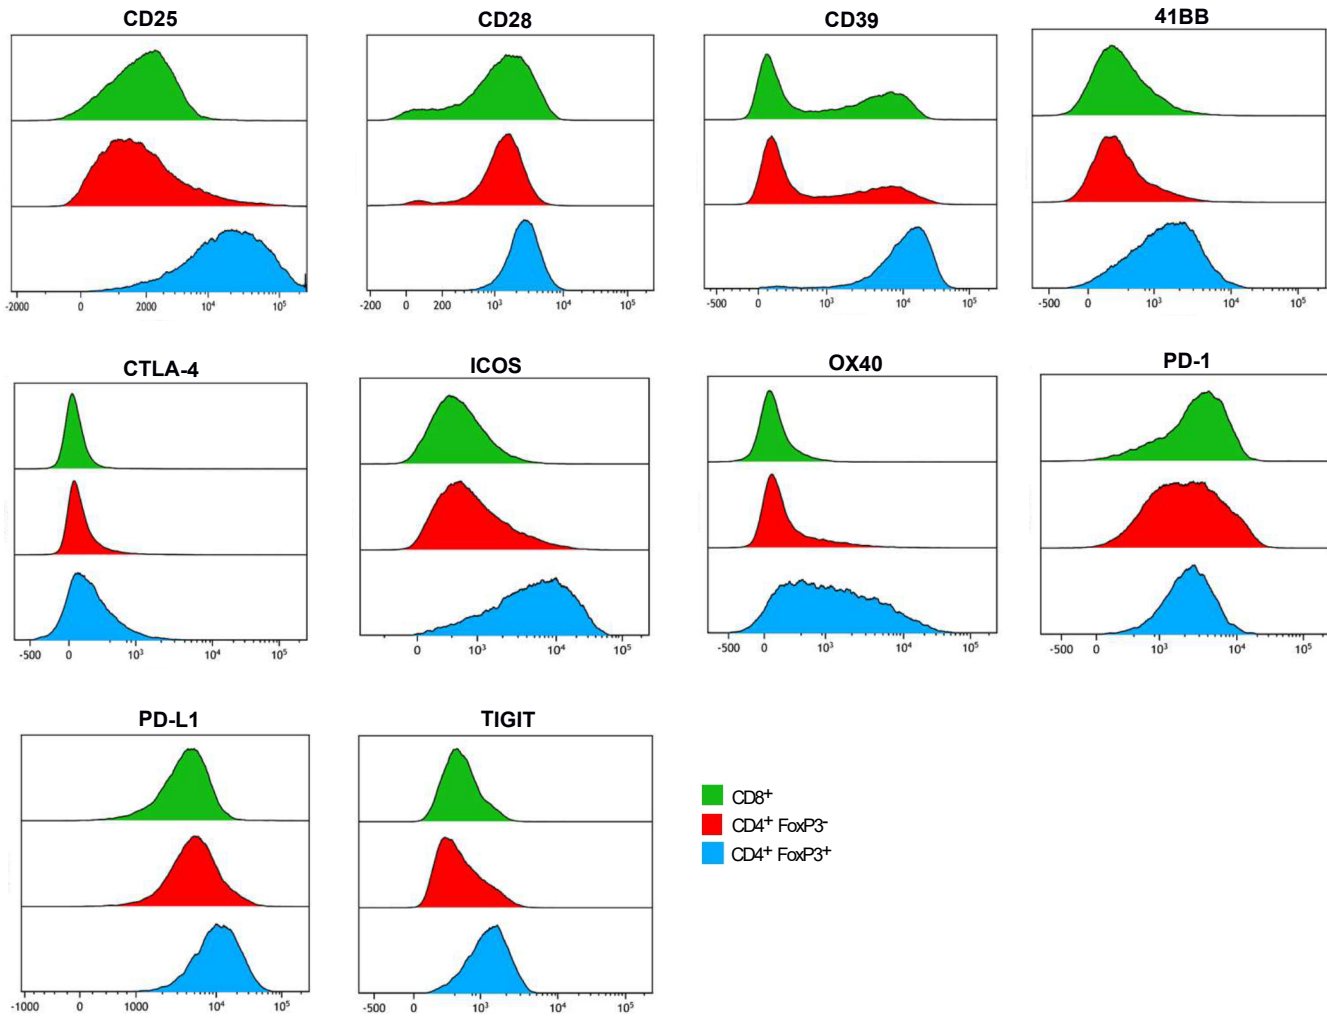 CD25 CD28 CD39 41BB
-2000 0 2000 10⁴ 10⁵ -200 0 200 10³ 10⁴ 10⁵ -500 0 10³ 10⁴ 10⁵ -500 0 10³ 10⁴ 10⁵
CTLA-4 ICOS OX40 PD-1
-500 0 10³ 10⁴ 10⁵ 0 10³ 10⁴ 10⁵ -500 0 10³ 10⁴ 10⁵ -500 0 10³ 10⁴ 10⁵
PD-L1 TIGIT
-1000 0 1000 10⁴ 10⁵ -500 0 10³ 10⁴ 10⁵
CD8⁺
CD4⁺ FoxP3⁻
CD4⁺ FoxP3⁺